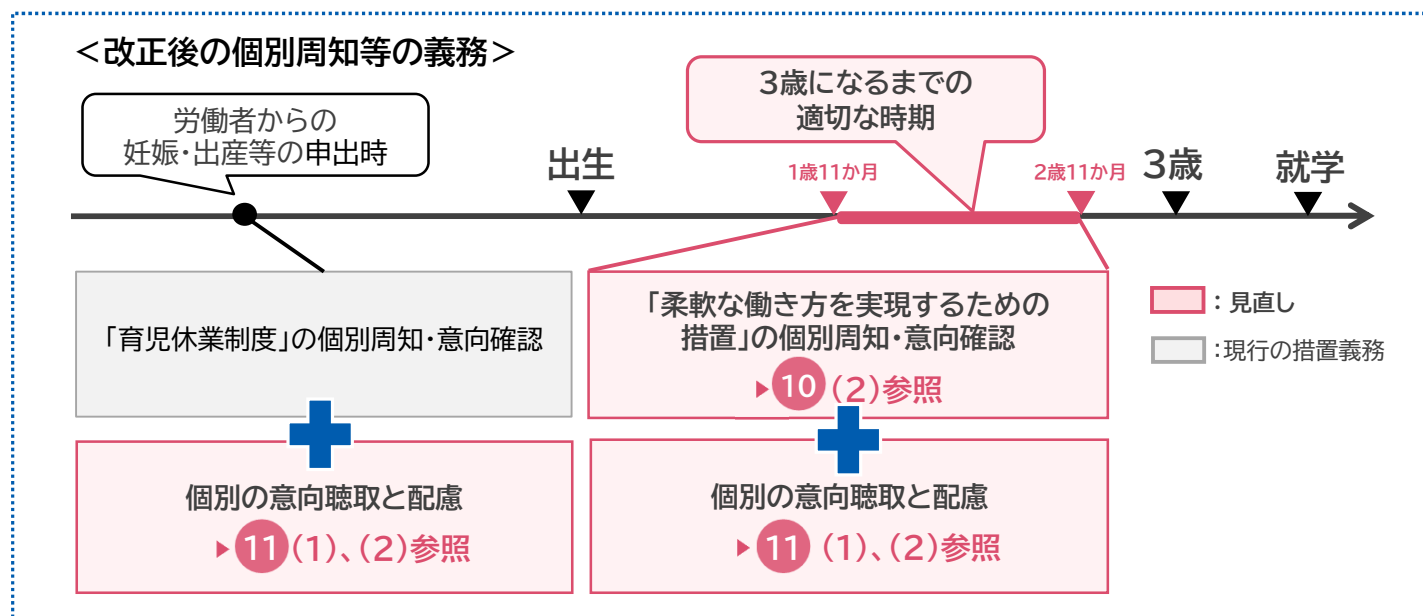 ＜改正後の個別周知等の義務＞
労働者からの
妊娠・出産等の申出時
3歳になるまでの
適切な時期
出生
1歳11か月
2歳11か月
3歳
就学
「育児休業制度」の個別周知・意向確認
「柔軟な働き方を実現するための
措置」の個別周知・意向確認
▶10(2)参照
：見直し
：現行の措置義務
個別の意向聴取と配慮
▶11(1)、(2)参照
個別の意向聴取と配慮
▶11(1)、(2)参照